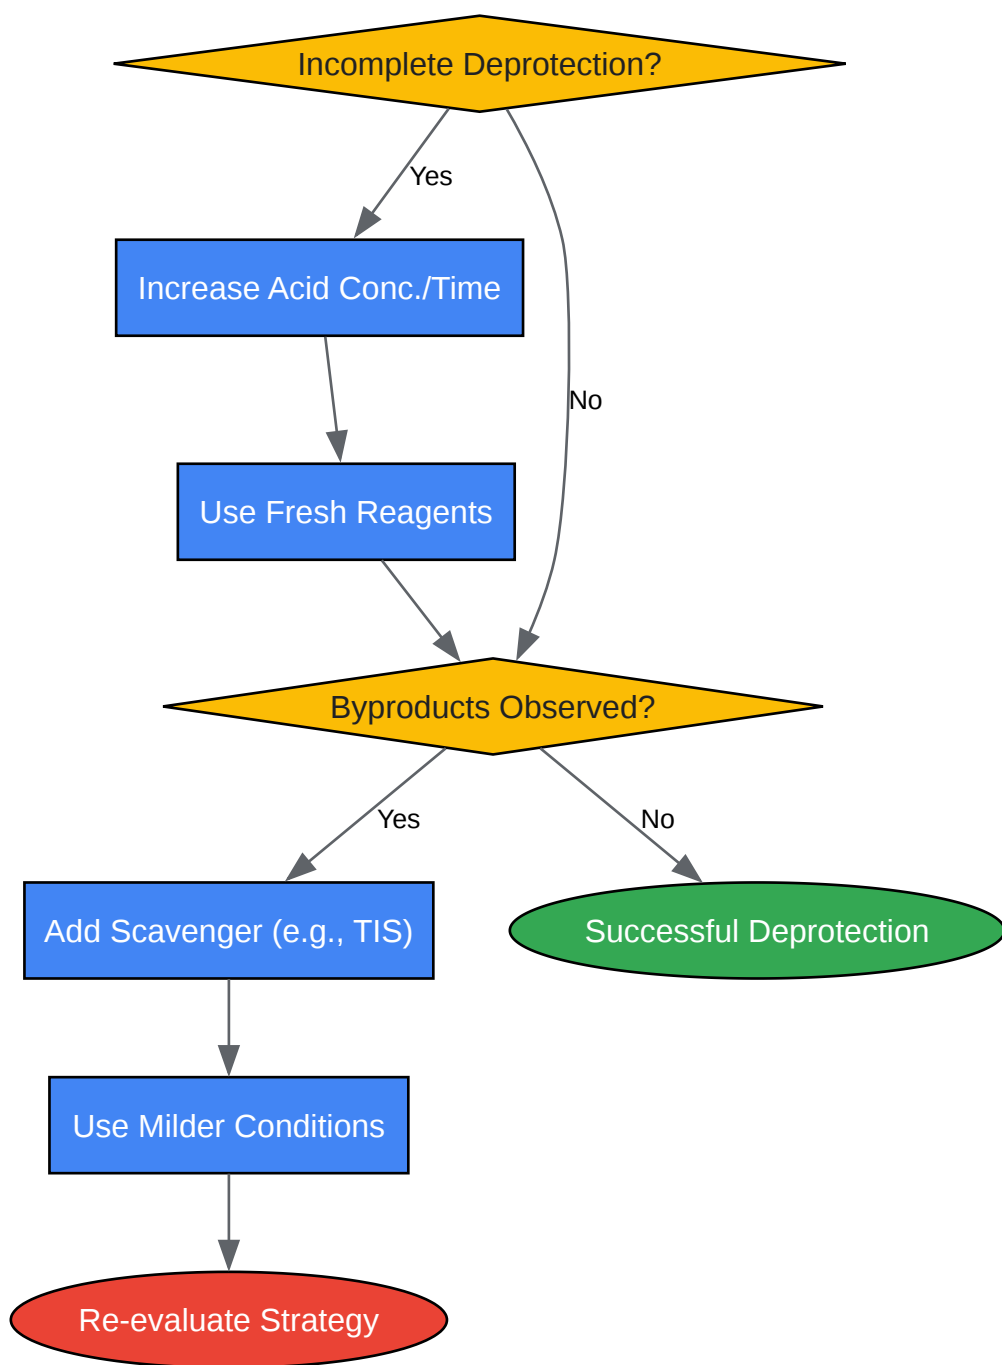 Incomplete Deprotection?
Yes
Increase Acid Conc./Time
No
Use Fresh Reagents
Byproducts Observed?
Yes
No
Add Scavenger (e.g., TIS)
Successful Deprotection
Use Milder Conditions
Re-evaluate Strategy